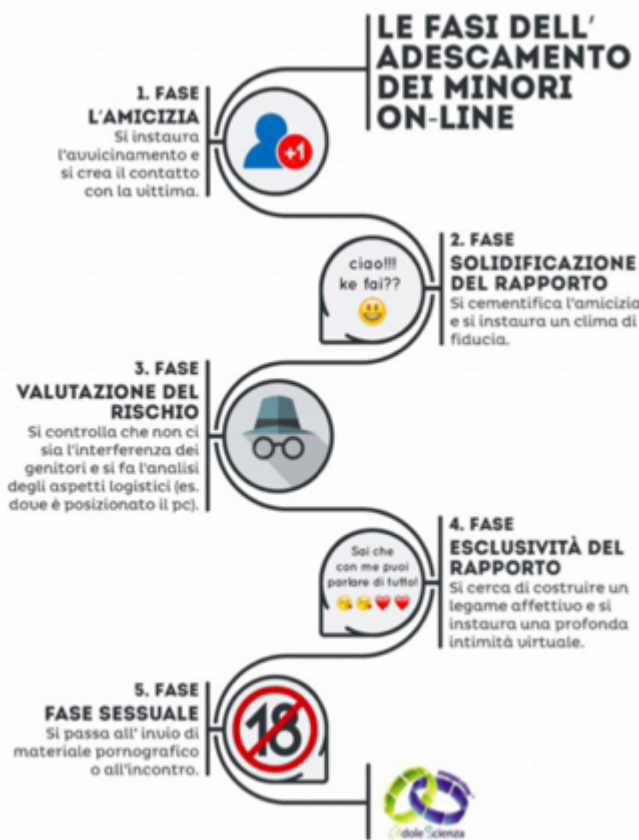 LE FASI DELL'
ADESCAMENTO
DEI MINORI
ON-LINE
1. FASE
L'AMICIZIA
Si instaura
l'avvicinamento e
si crea il contatto
con la vittima.
+1
2. FASE
SOLIDIFICAZIONE
DEL RAPPORTO
Si cementifica l'amicizia
e si instaura un clima di
fiducia.
ciao!!!
ke fai??
3. FASE
VALUTAZIONE DEL
RISCHIO
Si controlla che non ci
sia l'interferenza dei
genitori e si fa l'analisi
degli aspetti logistici (es.
dove è posizionato il pc).
4. FASE
ESCLUSIVITÀ DEL
RAPPORTO
Si cerca di costruire un
legame affettivo e si
instaura una profonda
intimità virtuale.
Sai che
con me puoi
parlare di tutto!
5. FASE
FASE SESSUALE
Si passa all' invio di
materiale pornografico
o all'incontro.
18
AdoleScienza